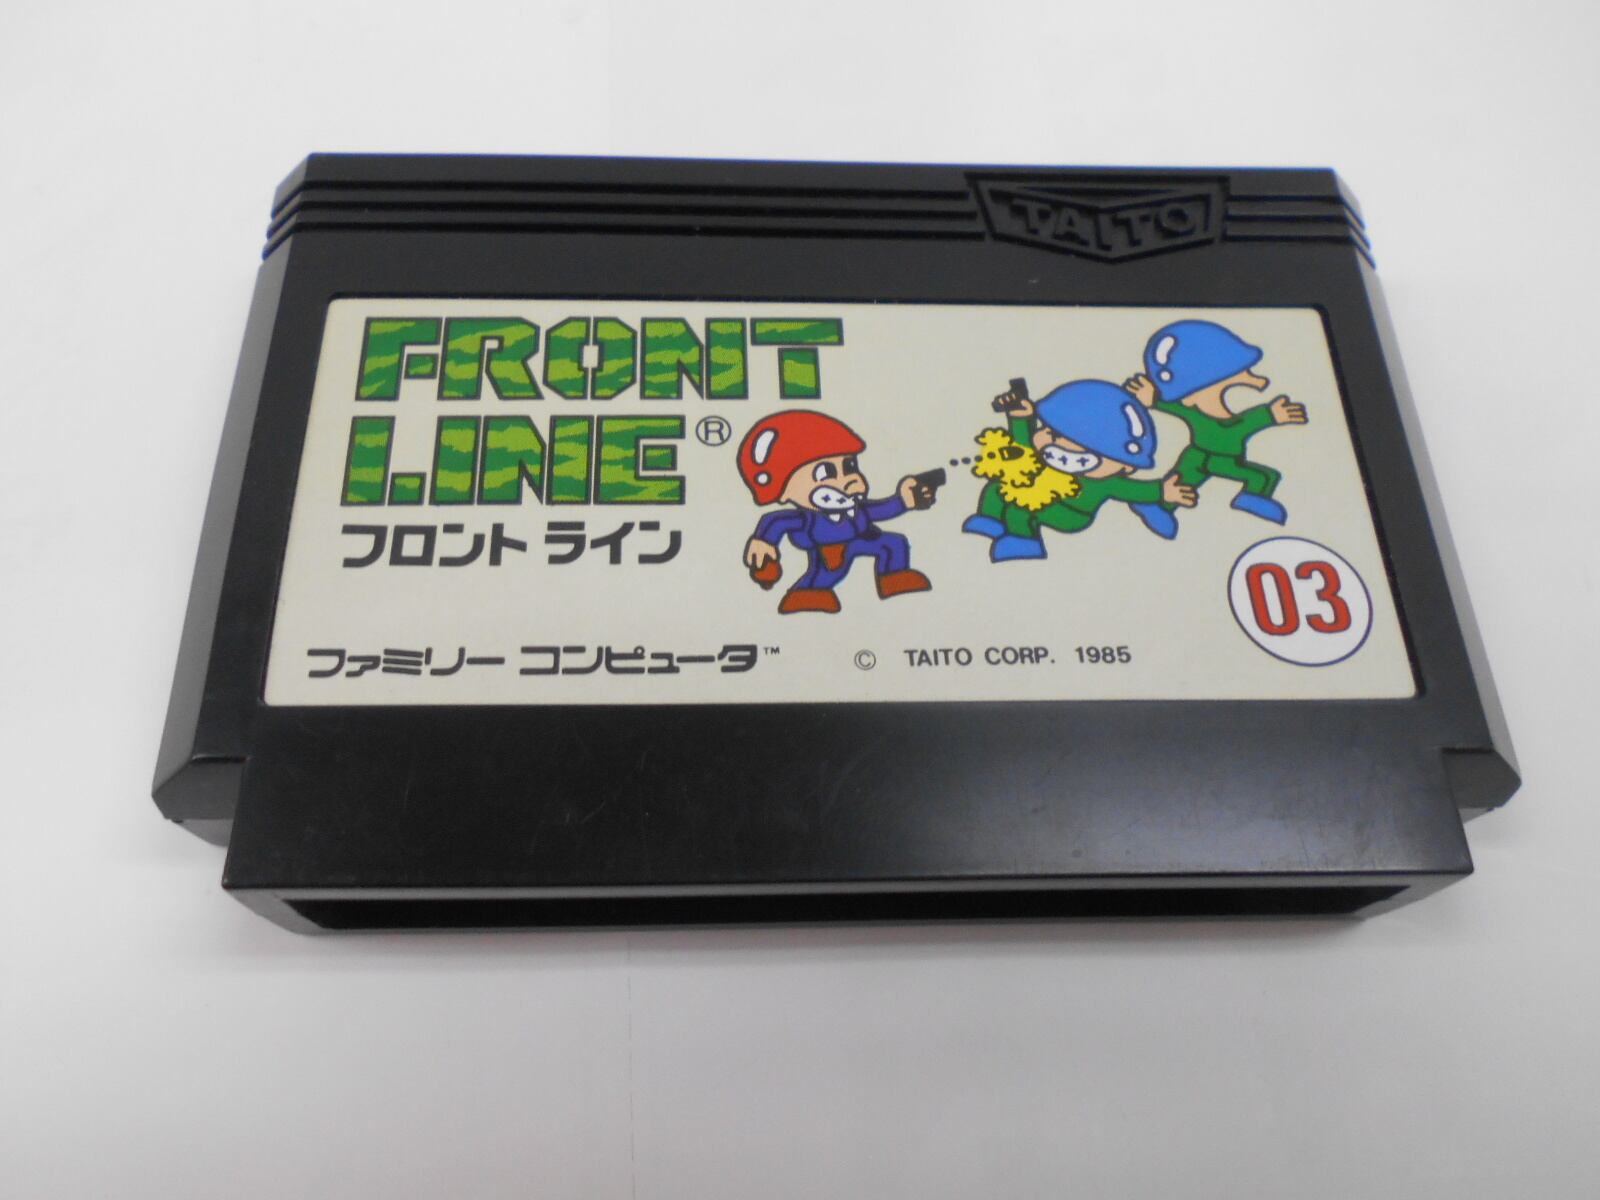 TAITO
FRONT
LINE®
フロント ライン
03
ファミリー コンピュータ™
© TAITO CORP. 1985